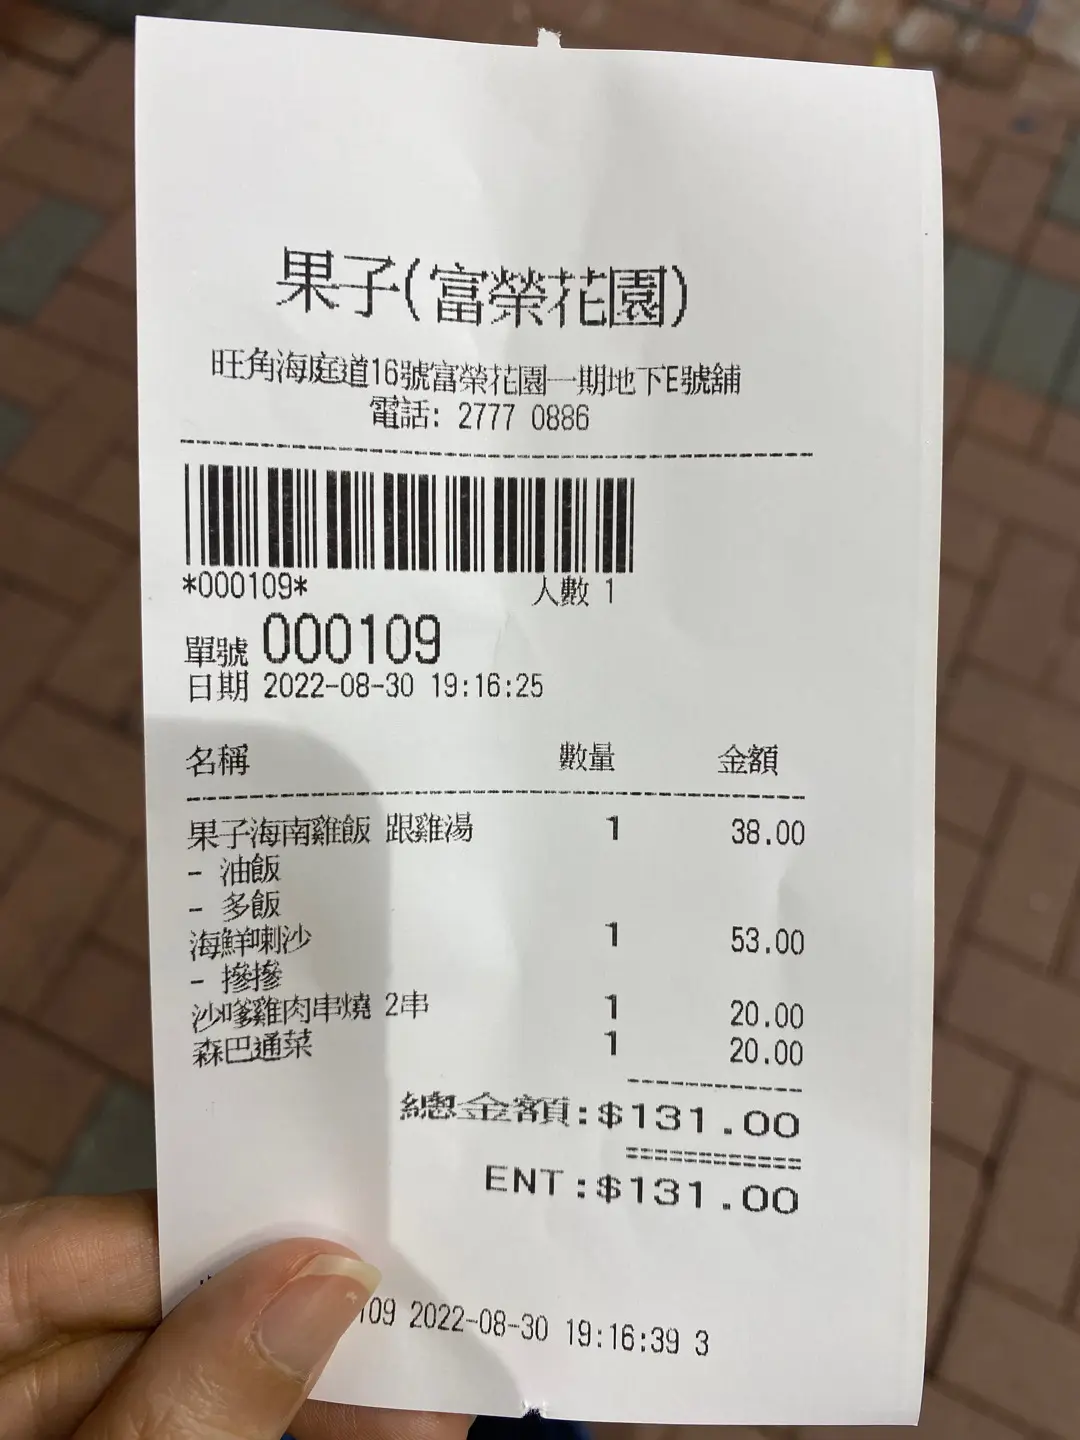 果子(富榮花園)
旺角海庭道16號富榮花園一期地下E號舖
電話: 2777 0886
*000109* 人數 1
單號 000109
日期 2022-08-30 19:16:25
名稱 數量 金額
果子海南雞飯 跟雞湯 1 38.00
- 油飯
- 多飯
海鮮喇沙 1 53.00
- 摻摻
沙嗲雞肉串燒 2串 1 20.00
森巴通菜 1 20.00
總金額:$131.00
ENT:$131.00
109 2022-08-30 19:16:39 3